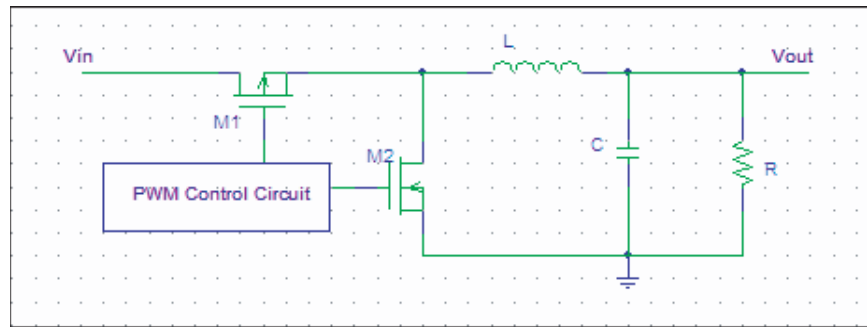 Vin
L
Vout
M1
M2
C
R
PWM Control Circuit